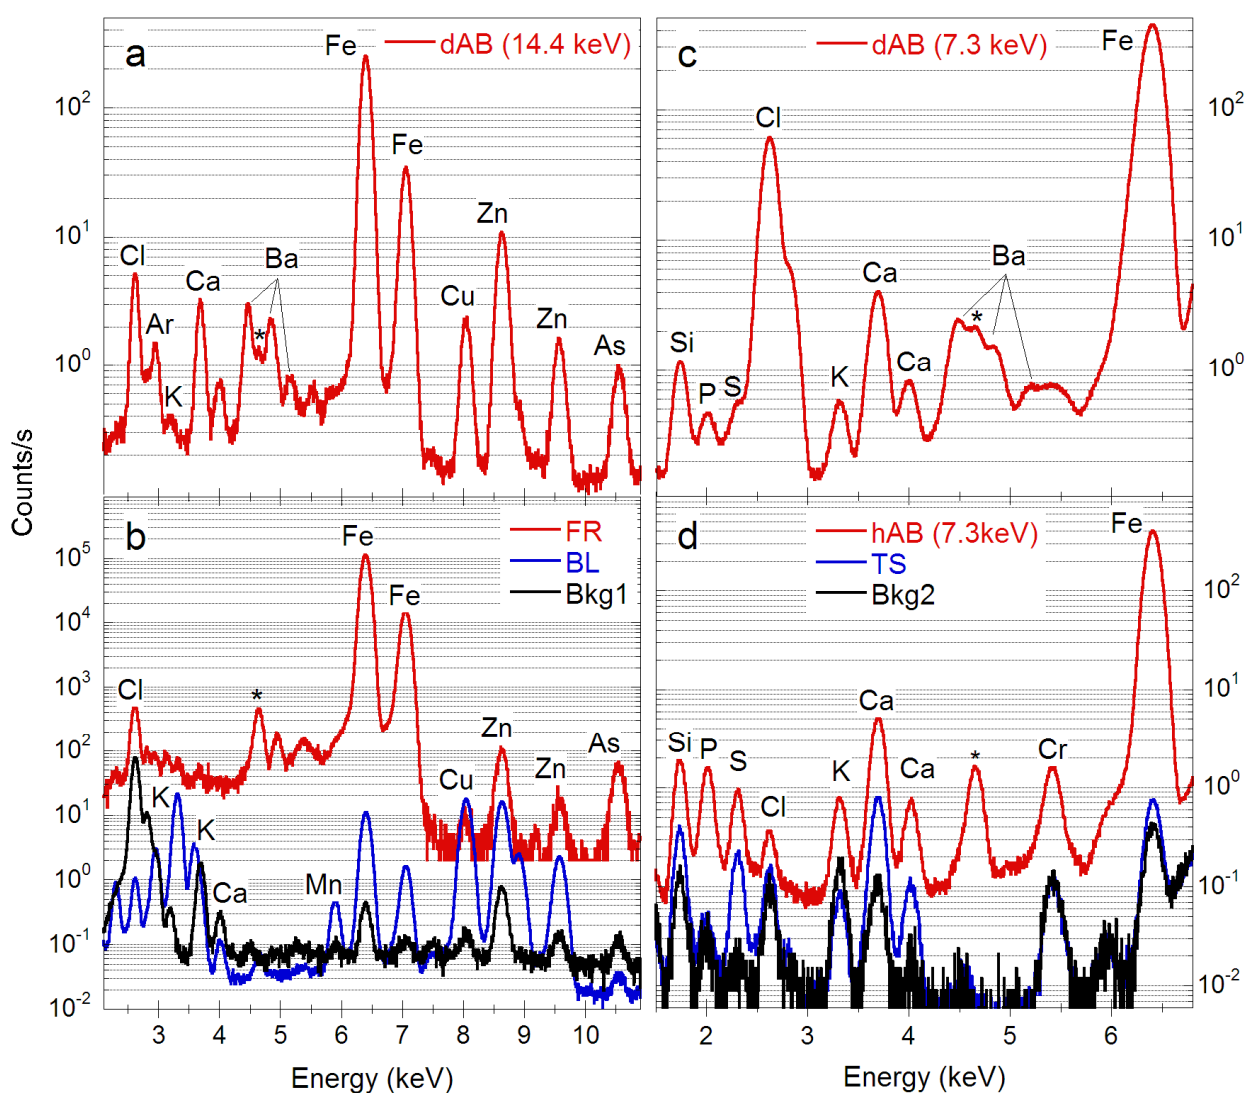 a
dAB (14.4 keV)
Fe
Fe
Cl
Ar
K
Ca
Ba
*
Cu
Zn
Zn
As
10²
10¹
10⁰
c
dAB (7.3 keV)
Fe
Cl
Si
P
S
K
Ca
Ca
Ba
*
10²
10¹
10⁰
Counts/s
b
FR
BL
Bkg1
Fe
Fe
Cl
K
K
Ca
*
Mn
Cu
Zn
Zn
As
10⁵
10⁴
10³
10²
10¹
10⁰
10⁻¹
10⁻²
3 4 5 6 7 8 9 10
Energy (keV)
d
hAB (7.3keV)
TS
Bkg2
Fe
Si
P
S
Cl
K
Ca
Ca
*
Cr
10²
10¹
10⁰
10⁻¹
10⁻²
2 3 4 5 6
Energy (keV)